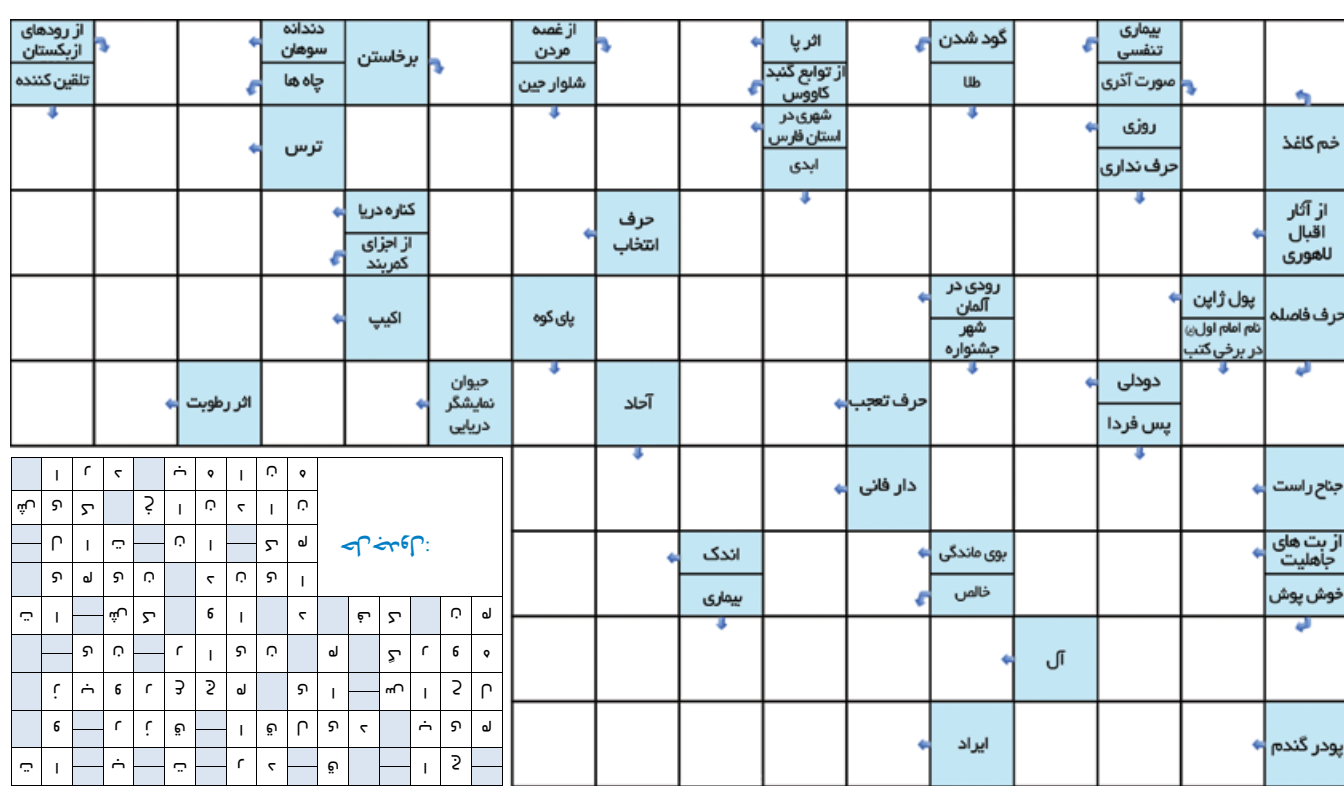 بیماری تنفسی
صورت آذری
گود شدن
طلا
اثر پا
از توابع گنبد کاووس
از غصه مردن
شلوار جین
برخاستن
دندانه سوهان
چاه ها
از رودهای ازبکستان
تلقین کننده
خم کاغذ
روزی
حرف نداری
شهری در استان فارس
ابدی
ترس
از آثار اقبال لاهوری
حرف انتخاب
کناره دریا
از اجزای کمربند
حرف فاصله
پول ژاپن
نام امام اول(ع) در برخی کتب
رودی در آلمان
شهر جشنواره
پای کوه
اکیپ
دودلی
پس فردا
حرف تعجب
آحاد
حیوان نمایشگر دریایی
اثر رطوبت
جناح راست
دار فانی
از بت های جاهلیت
خوش پوش
بوی ماندگی
خالص
اندک
بیماری
آل
پودر گندم
ایراد
حل جدول:
ت ا ب ت ر د ق ا ج
و ر ز ق ا ق ل ی د ب ی م
ز ب و ر ع ج م ی ا س ا ح ل
ی ن ر ا ی ن م گ ر و ه
ت ا ش ک و ا د ف ک ن م
ی م ی ن د ن ی ا
ل ا ت ن ا ک م
ش ی ک خ ا ن د ا ن
ا ر د ب ه ا ن ه